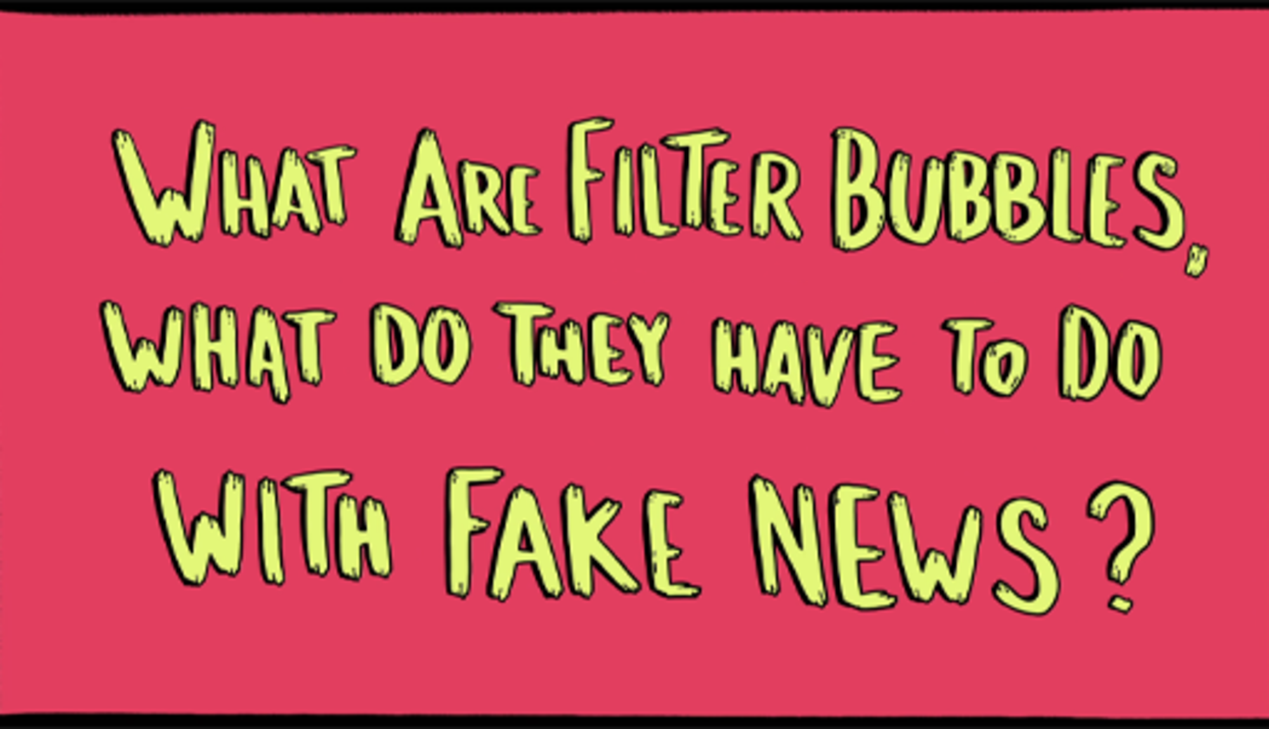 What Are Filter Bubbles,
What Do They Have To Do
With Fake News?